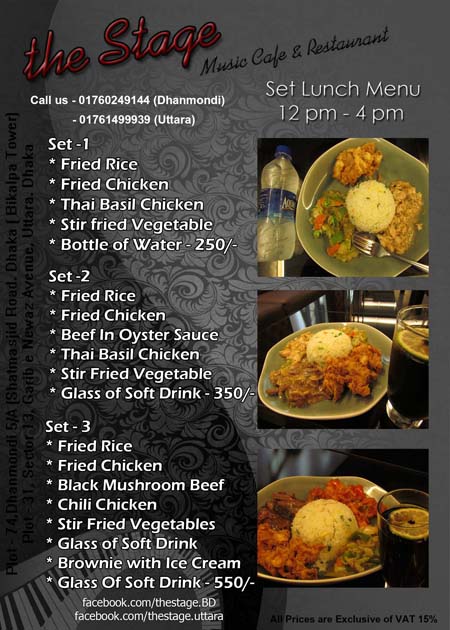 the Stage
Music Cafe & Restaurant
Call us - 01760249144 (Dhanmondi)
- 01761499939 (Uttara)
Set Lunch Menu
12 pm - 4 pm
Set -1
* Fried Rice
* Fried Chicken
* Thai Basil Chicken
* Stir fried Vegetable
* Bottle of Water - 250/-
Set -2
* Fried Rice
* Fried Chicken
* Beef In Oyster Sauce
* Thai Basil Chicken
* Stir Fried Vegetable
* Glass of Soft Drink - 350/-
Set - 3
* Fried Rice
* Fried Chicken
* Black Mushroom Beef
* Chili Chicken
* Stir Fried Vegetables
* Glass of Soft Drink
* Brownie with Ice Cream
* Glass Of Soft Drink - 550/-
facebook.com/thestage.BD
facebook.com/thestage.uttara
All Prices are Exclusive of VAT 15%
Plot - 74,Dhanmondi 5/A [Shatmasjid Road, Dhaka [ Bikalpa Tower]
Plot - 31, Sector 13, Garib e Newaz Avenue, Uttara, Dhaka